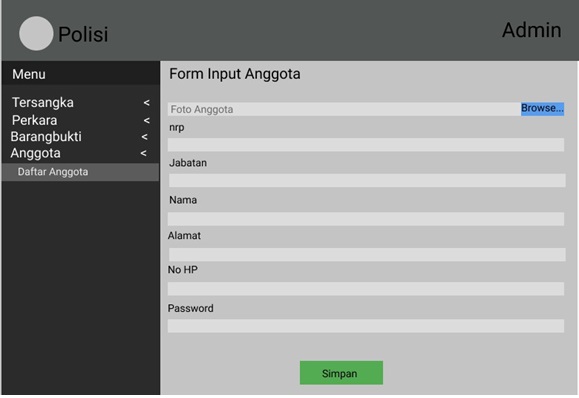 Polisi
Admin
Menu
Tersangka <
Perkara <
Barangbukti <
Anggota <
Daftar Anggota
Form Input Anggota
Foto Anggota Browse...
nrp
Jabatan
Nama
Alamat
No HP
Password
Simpan